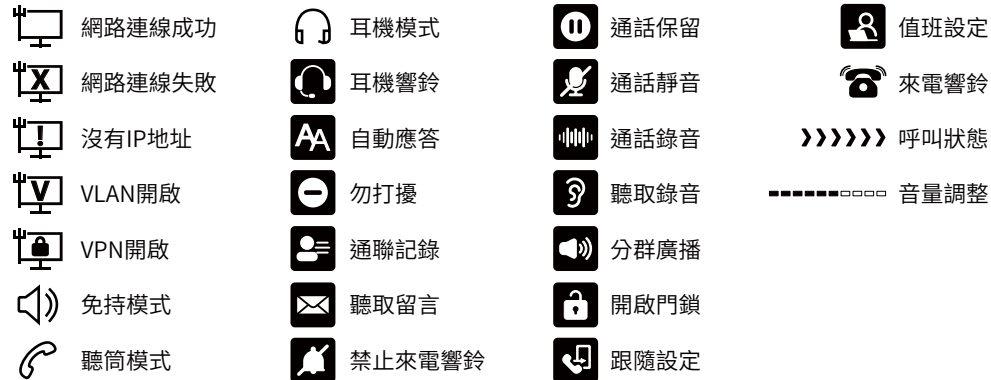 網路連線成功
網路連線失敗
沒有IP地址
VLAN開啟
VPN開啟
免持模式
聽筒模式
耳機模式
耳機響鈴
自動應答
勿打擾
通聯記錄
聽取留言
禁止來電響鈴
通話保留
通話靜音
通話錄音
聽取錄音
分群廣播
開啟門鎖
跟隨設定
值班設定
來電響鈴
呼叫狀態
音量調整